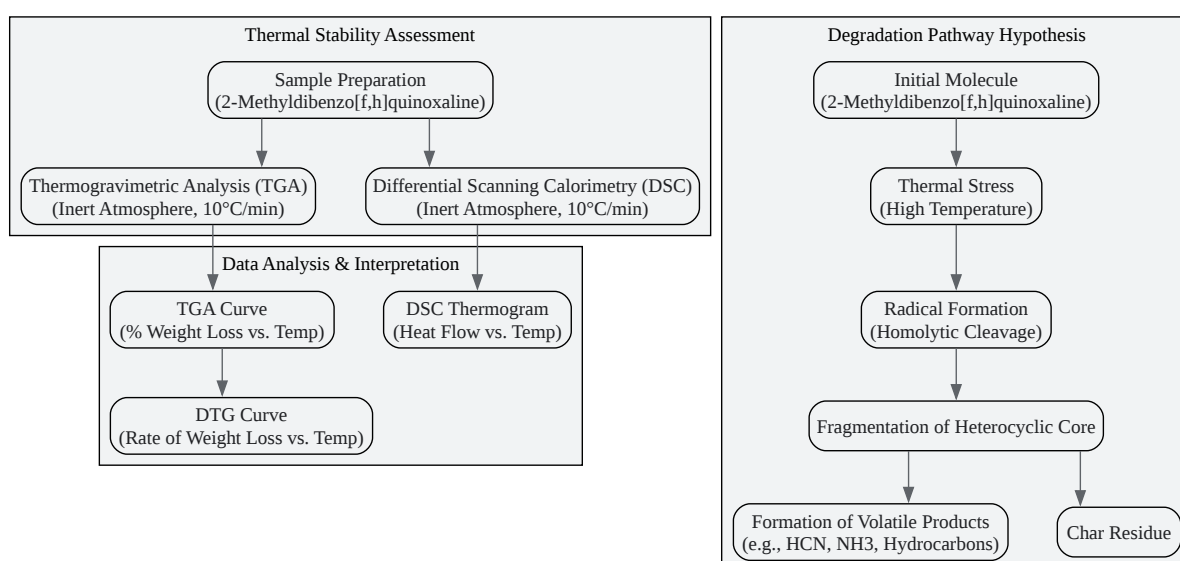 Thermal Stability Assessment
Sample Preparation
(2-Methyldibenzo[f,h]quinoxaline)
Thermogravimetric Analysis (TGA)
(Inert Atmosphere, 10°C/min)
Differential Scanning Calorimetry (DSC)
(Inert Atmosphere, 10°C/min)
Data Analysis & Interpretation
TGA Curve
(% Weight Loss vs. Temp)
DSC Thermogram
(Heat Flow vs. Temp)
DTG Curve
(Rate of Weight Loss vs. Temp)
Degradation Pathway Hypothesis
Initial Molecule
(2-Methyldibenzo[f,h]quinoxaline)
Thermal Stress
(High Temperature)
Radical Formation
(Homolytic Cleavage)
Fragmentation of Heterocyclic Core
Formation of Volatile Products
(e.g., HCN, NH3, Hydrocarbons)
Char Residue